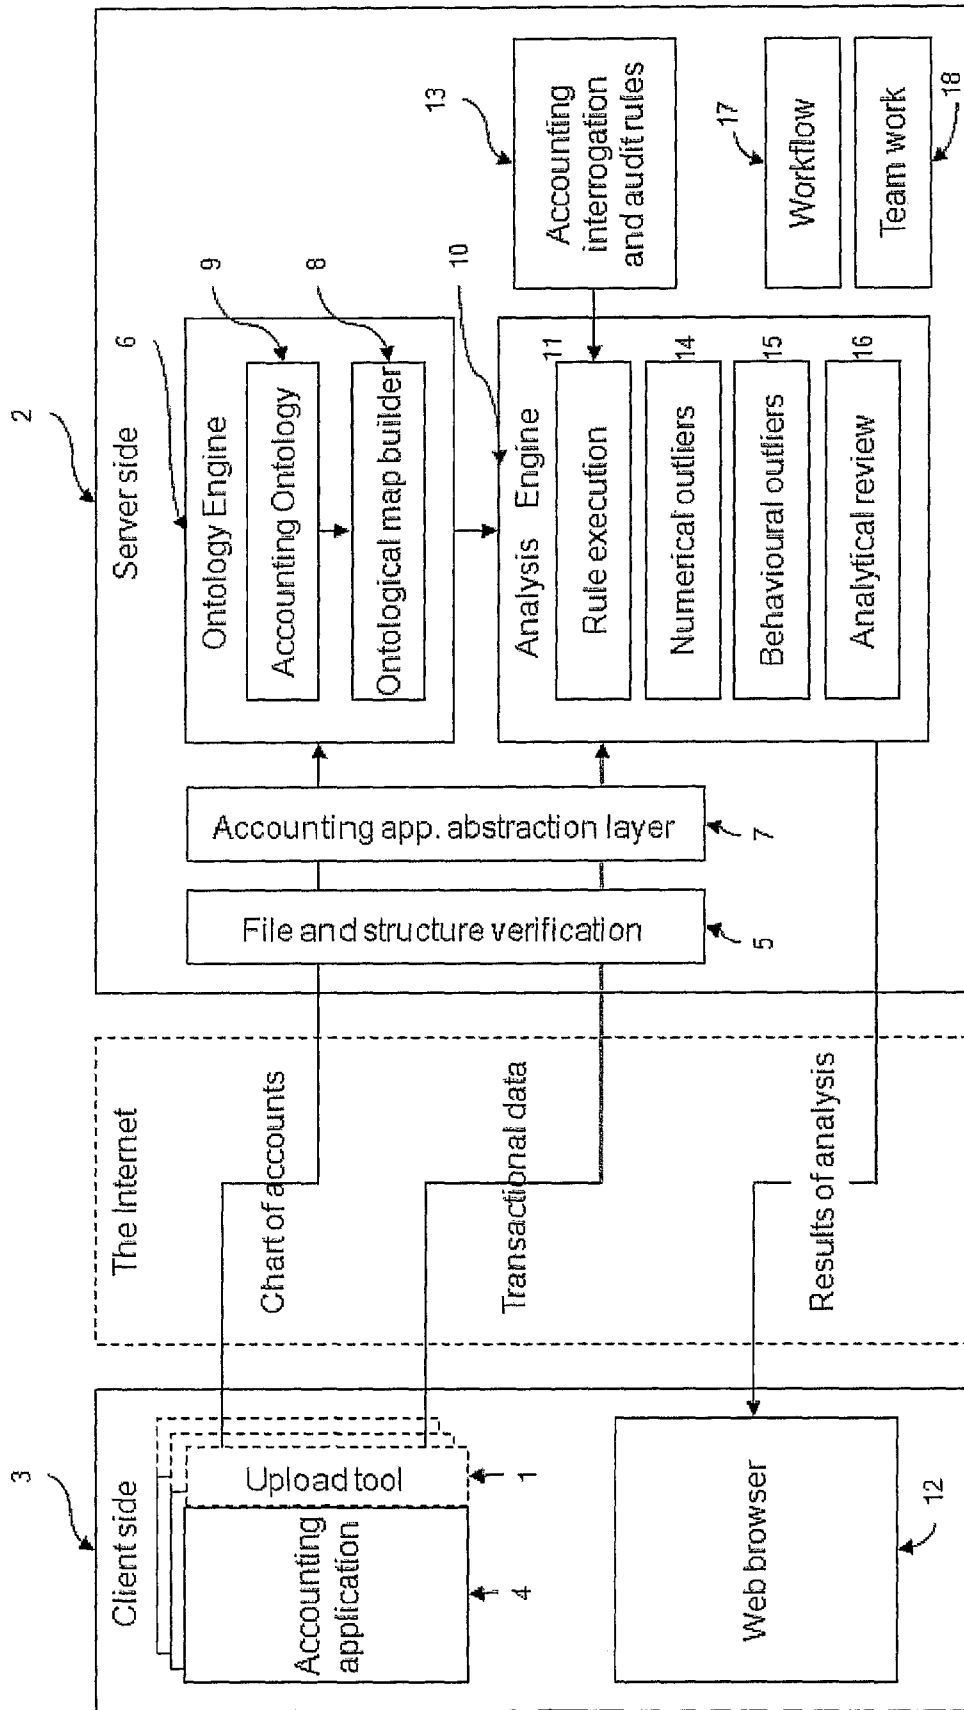 3
Client side
Accounting
application
Upload tool
4
1
Web browser
12
The Internet
Chart of accounts
Transactional data
Results of analysis
2
Server side
File and structure verification
5
Accounting app. abstraction layer
7
6
Ontology Engine
Accounting Ontology
9
Ontological map builder
8
10
Analysis Engine
Rule execution
11
Numerical outliers
14
Behavioural outliers
15
Analytical review
16
13
Accounting
interrogation
and audit rules
17
Workflow
Team work
18